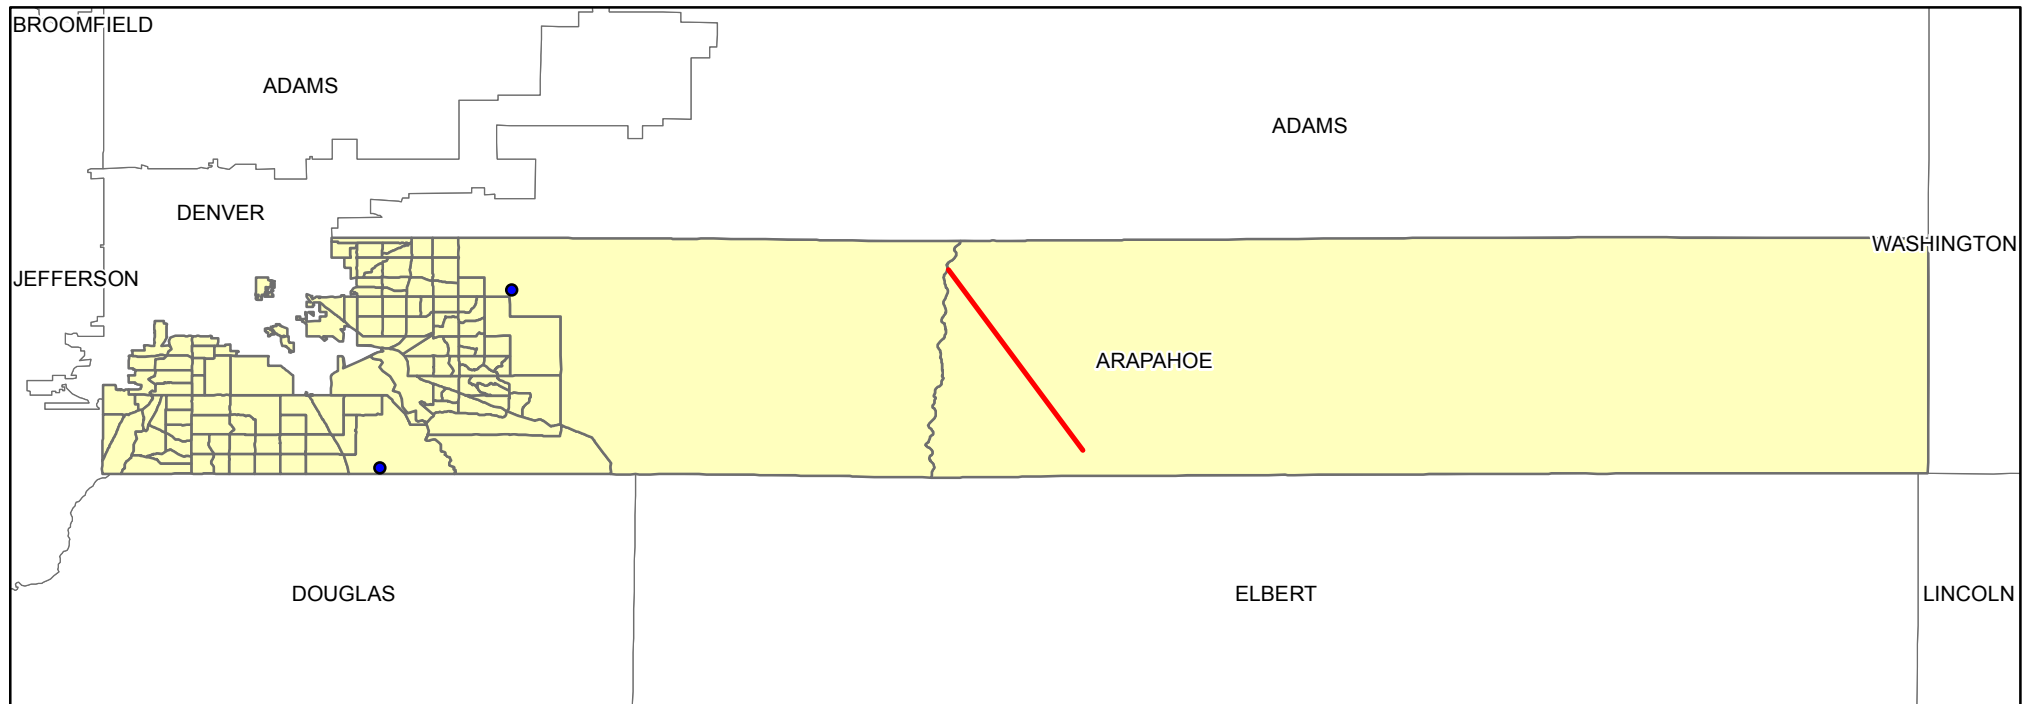 BROOMFIELD
ADAMS
ADAMS
DENVER
WASHINGTON
JEFFERSON
ARAPAHOE
DOUGLAS
ELBERT
LINCOLN